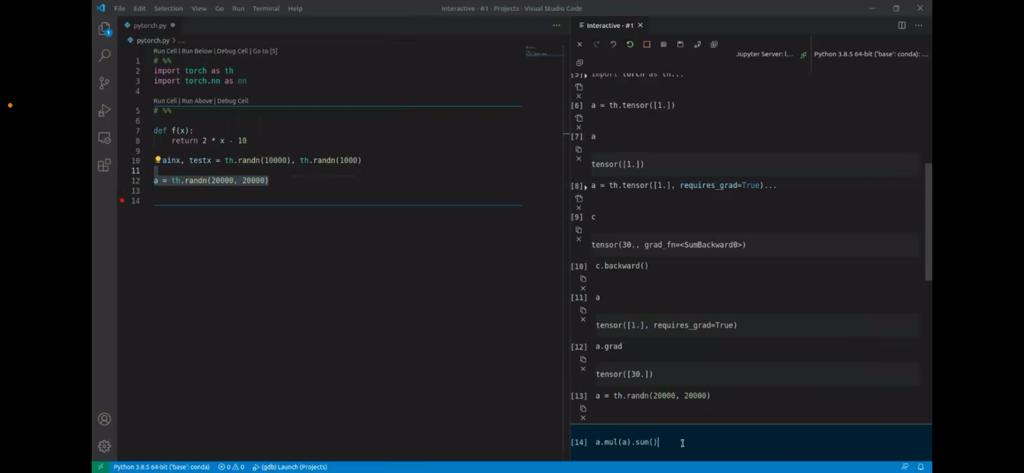 File Edit Selection View Go Run Terminal Help
Interactive - #1 - Projects - Visual Studio Code
pytorch.py
pytorch.py > ...
Run Cell | Run Below | Debug Cell | Go to [5]
1 # %%
2 import torch as th
3 import torch.nn as nn
4
Run Cell | Run Above | Debug Cell
5 # %%
6
7 def f(x):
8 return 2 * x - 10
9
10 ainx, testx = th.randn(10000), th.randn(1000)
11
12 a = th.randn(20000, 20000)
13
14
Interactive - #1
Jupyter Server: l...
Python 3.8.5 64-bit ('base': conda): ...
[5] import torch as th...
[6] a = th.tensor([1.])
[7] a
tensor([1.])
[8] a = th.tensor([1.], requires_grad=True)...
[9] c
tensor(30., grad_fn=<SumBackward0>)
[10] c.backward()
[11] a
tensor([1.], requires_grad=True)
[12] a.grad
tensor([30.])
[13] a = th.randn(20000, 20000)
[14] a.mul(a).sum()
Python 3.8.5 64-bit ('base': conda) 0 0 (gdb) Launch (Projects)